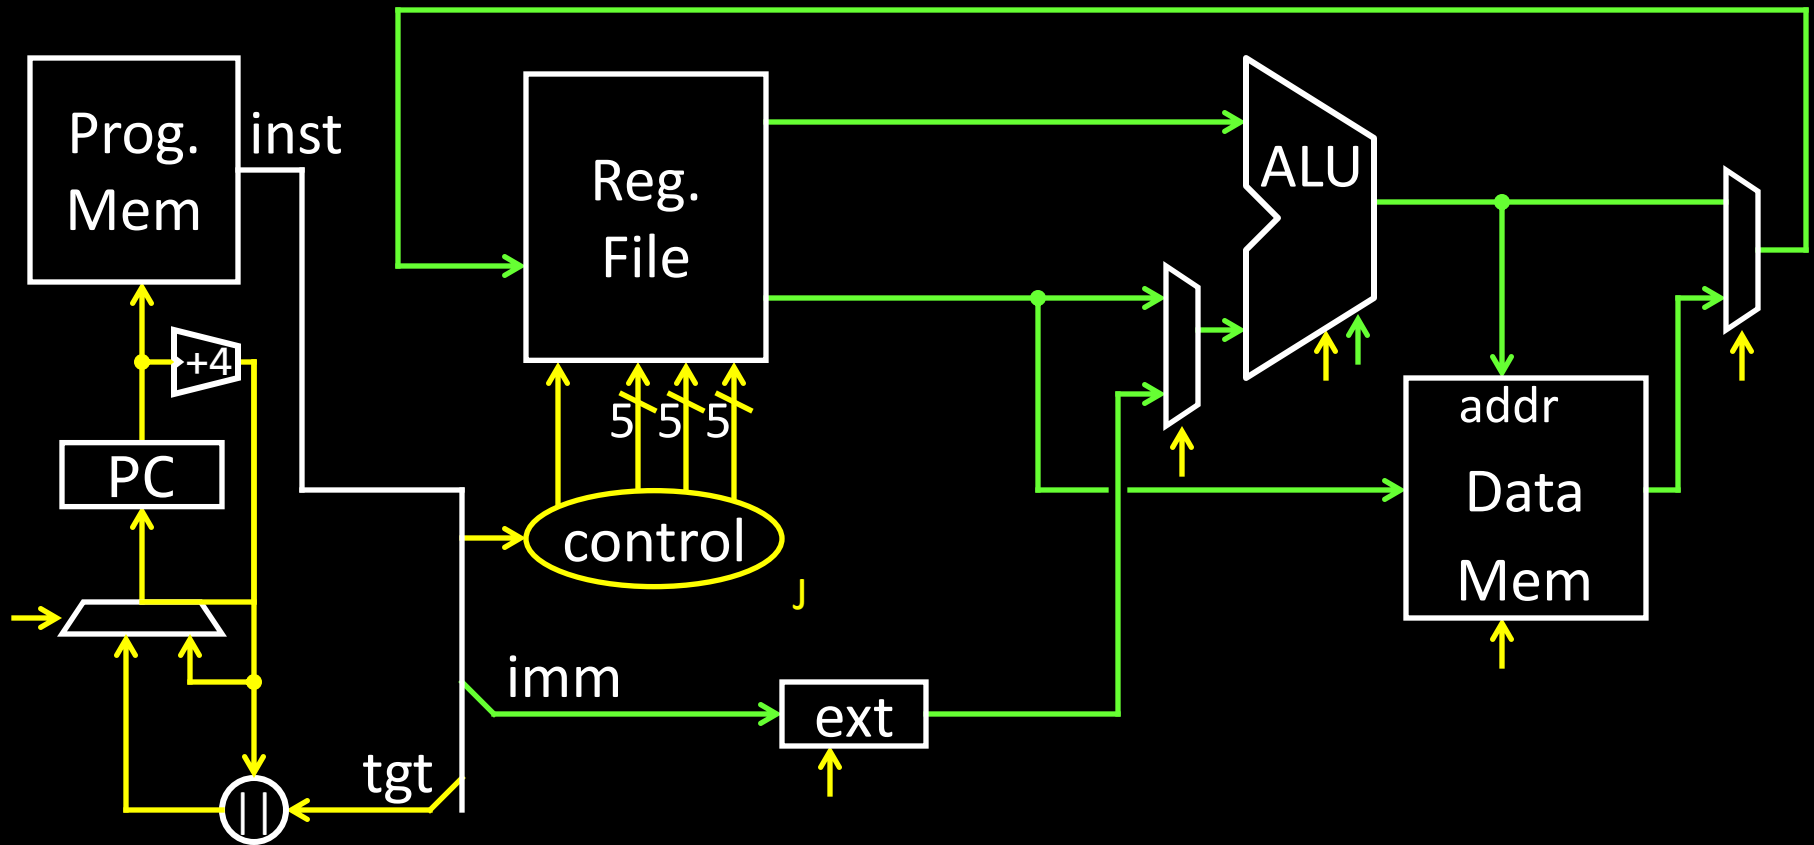 Prog.
Mem
inst
Reg.
File
ALU
+4
5 5 5
addr
PC
Data
control
Mem
J
imm
ext
tgt
||